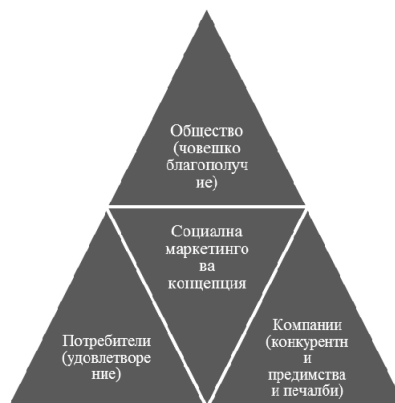 Общество
(човешко
благополуч
ие)
Социална
маркетинго
ва
концепция
Потребители
(удовлетворе
ние)
Компании
(конкурентн
и
предимства
и печалби)